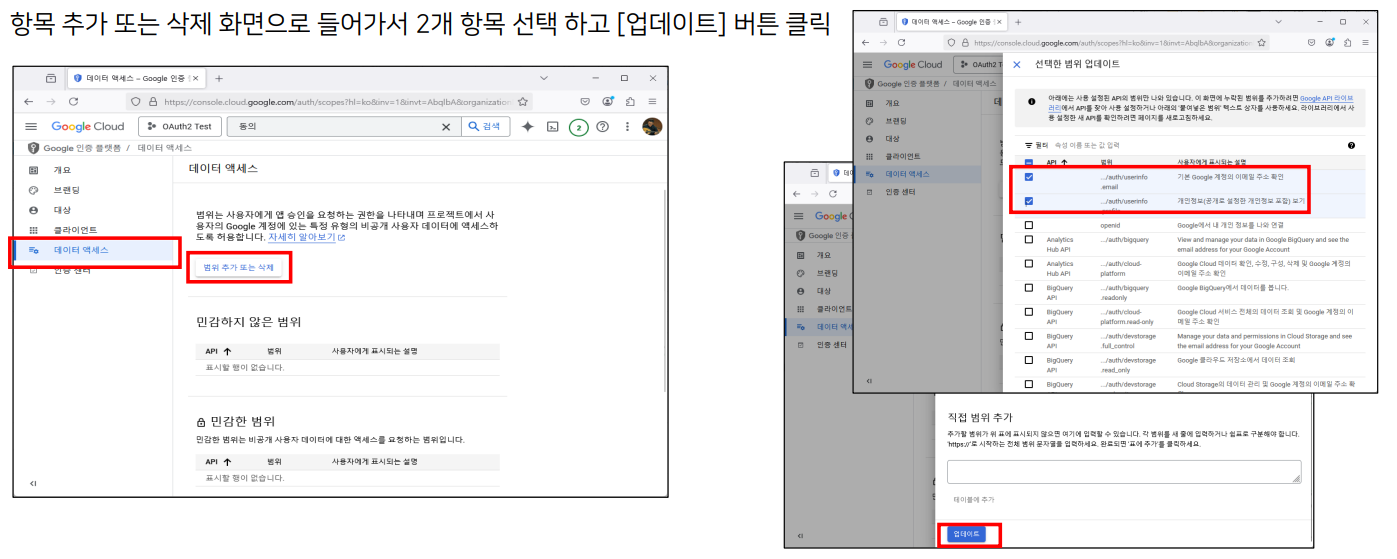 항목 추가 또는 삭제 화면으로 들어가서 2개 항목 선택 하고 [업데이트] 버튼 클릭
데이터 액세스 – Google 인증
https://console.cloud.google.com/auth/scopes?hl=ko&inv=1&invt=AbqlbA&organization
Google Cloud
OAuth2 Test
동의
검색
2
Google 인증 플랫폼 / 데이터 액세스
개요
브랜딩
대상
클라이언트
데이터 액세스
인증 센터
데이터 액세스
범위는 사용자에게 앱 승인을 요청하는 권한을 나타내며 프로젝트에서 사
용자의 Google 계정에 있는 특정 유형의 비공개 사용자 데이터에 액세스하
도록 허용합니다. 자세히 알아보기
범위 추가 또는 삭제
민감하지 않은 범위
API 범위 사용자에게 표시되는 설명
표시할 행이 없습니다.
민감한 범위
민감한 범위는 비공개 사용자 데이터에 대한 액세스를 요청하는 범위입니다.
API 범위 사용자에게 표시되는 설명
표시할 행이 없습니다.
데이터 액세스 – Google 인증
https://console.cloud.google.com/auth/scopes?hl=ko&inv=1&invt=AbqlbA&organization
Google Cloud
OAuth2 T
Google 인증 플랫폼 / 데이터 액세스
개요
브랜딩
대상
클라이언트
데이터 액세스
인증 센터
선택한 범위 업데이트
아래에는 사용 설정된 API의 범위만 나와 있습니다. 이 화면에 누락된 범위를 추가하려면 Google API 라이브
러리에서 API를 찾아 사용 설정하거나 아래의 '붙여넣은 범위' 텍스트 상자를 사용하세요. 라이브러리에서 사
용 설정한 새 API를 확인하려면 페이지를 새로고침하세요.
필터 속성 이름 또는 값 입력
API 범위 사용자에게 표시되는 설명
.../auth/userinfo 기본 Google 계정의 이메일 주소 확인
.email
.../auth/userinfo 개인정보(공개로 설정한 개인정보 포함) 보기
.profile
openid Google에서 내 개인 정보를 나와 연결
Analytics .../auth/bigquery View and manage your data in Google BigQuery and see the
Hub API email address for your Google Account
Analytics .../auth/cloud- Google Cloud 데이터 확인, 수정, 구성, 삭제 및 Google 계정의
Hub API platform 이메일 주소 확인
BigQuery .../auth/bigquery Google BigQuery에서 데이터를 봅니다.
API .readonly
BigQuery .../auth/cloud- Google Cloud 서비스 전체의 데이터 조회 및 Google 계정의 이
API platform.read-only 메일 주소 확인
BigQuery .../auth/devstorage Manage your data and permissions in Cloud Storage and see
API .full_control the email address for your Google Account
BigQuery .../auth/devstorage Google 클라우드 저장소에서 데이터 조회
API .read_only
BigQuery .../auth/devstorage Cloud Storage의 데이터 관리 및 Google 계정의 이메일 주소 확
Google
Google 인증
개요
브랜딩
대상
클라이언트
데이터 액세
인증 센터
직접 범위 추가
추가할 범위가 위 표에 표시되지 않으면 여기에 입력할 수 있습니다. 각 범위를 새 줄에 입력하거나 쉼표로 구분해야 합니다.
'https://'로 시작하는 전체 범위 문자열을 입력하세요. 완료되면 '표에 추가'를 클릭하세요.
테이블에 추가
업데이트